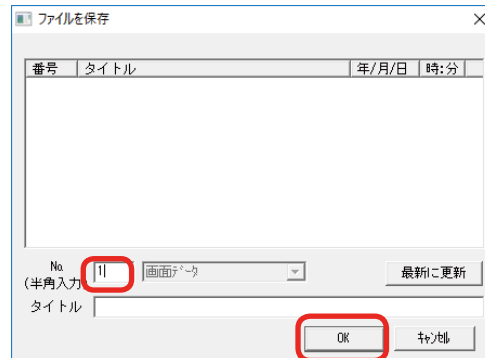 ファイルを保存
番号 タイトル 年/月/日 時:分
No. 1 画面データ 最新に更新
(半角入力
タイトル
OK キャンセル